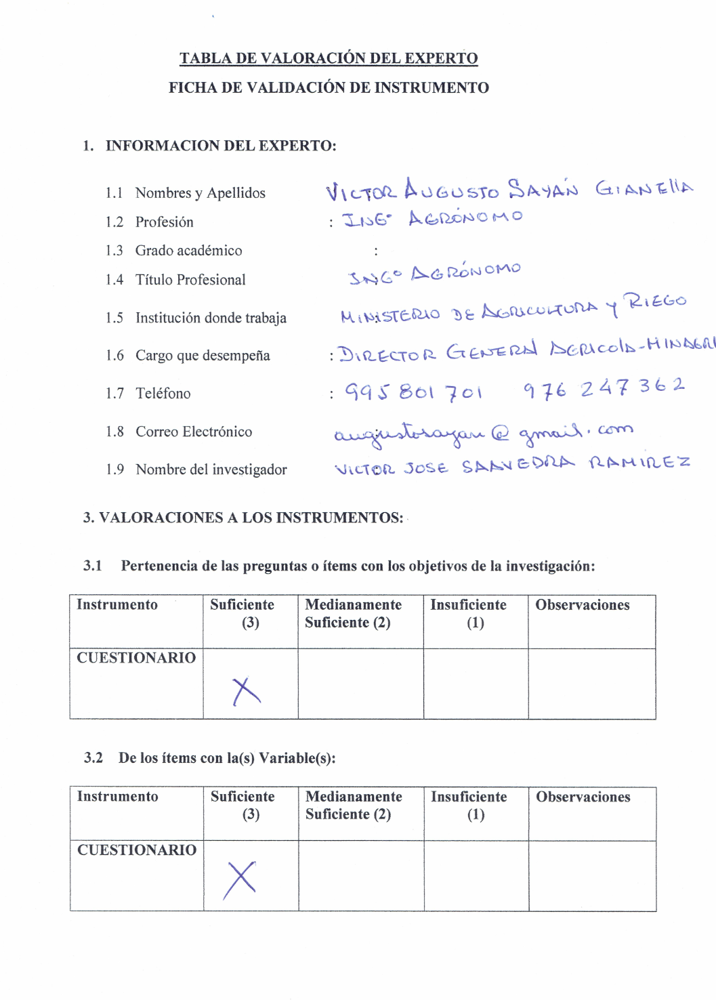 TABLA DE VALORACIÓN DEL EXPERTO
FICHA DE VALIDACIÓN DE INSTRUMENTO
1. INFORMACION DEL EXPERTO:
1.1 Nombres y Apellidos VICTOR AUGUSTO SAYÁN GIANELLA
1.2 Profesión : ING° AGRÓNOMO
1.3 Grado académico :
1.4 Título Profesional ING° AGRÓNOMO
1.5 Institución donde trabaja MINISTERIO DE AGRICULTURA Y RIEGO
1.6 Cargo que desempeña : DIRECTOR GENERAL AGRICOLA - MINAGRI
1.7 Teléfono : 995 801 701 976 247 362
1.8 Correo Electrónico augustosayan@gmail.com
1.9 Nombre del investigador VICTOR JOSE SAAVEDRA RAMIREZ
3. VALORACIONES A LOS INSTRUMENTOS:
3.1 Pertenencia de las preguntas o ítems con los objetivos de la investigación:
Instrumento Suficiente Medianamente Insuficiente Observaciones
(3) Suficiente (2) (1)
CUESTIONARIO
X
3.2 De los ítems con la(s) Variable(s):
Instrumento Suficiente Medianamente Insuficiente Observaciones
(3) Suficiente (2) (1)
CUESTIONARIO
X